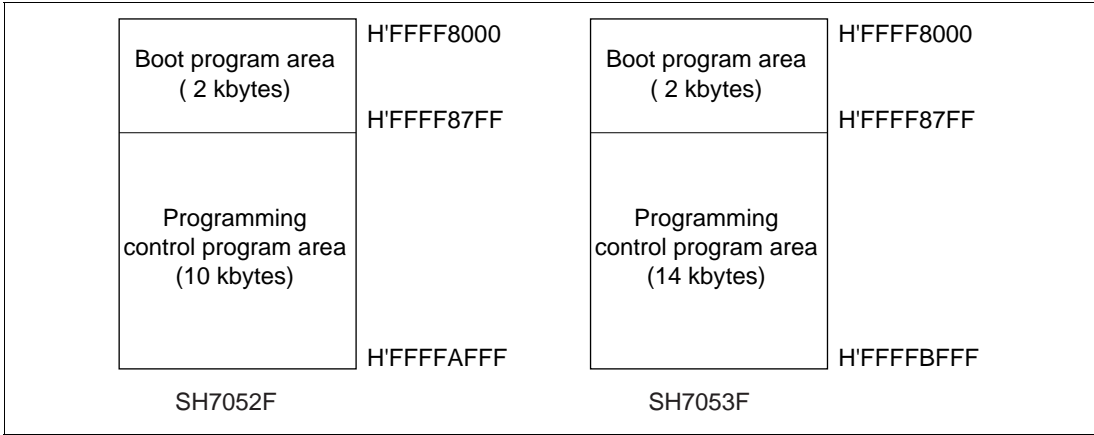 Boot program area
( 2 kbytes)
H'FFFF8000
H'FFFF87FF
Programming
control program area
(10 kbytes)
H'FFFFAFFF
SH7052F
Boot program area
( 2 kbytes)
H'FFFF8000
H'FFFF87FF
Programming
control program area
(14 kbytes)
H'FFFFBFFF
SH7053F